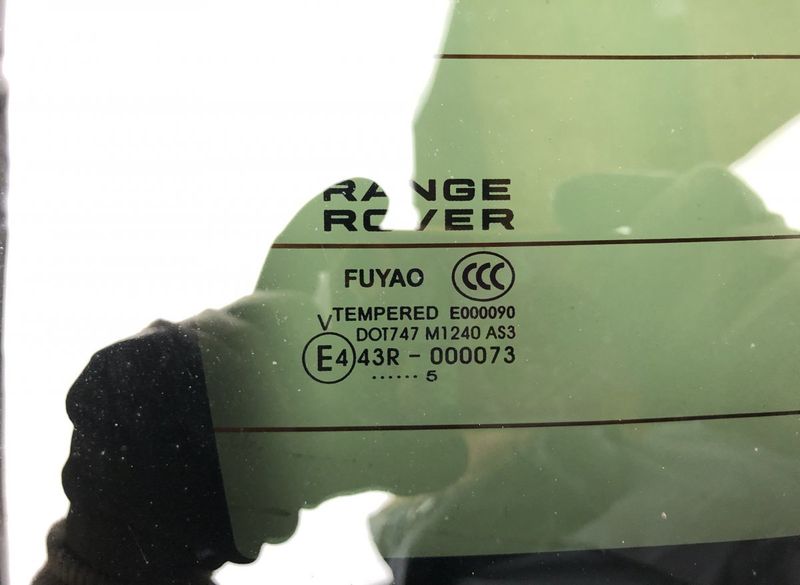 RANGE
ROVER
FUYAO CCC
TEMPERED E000090
V
DOT747 M1240 AS3
E4 43R - 000073
...... 5